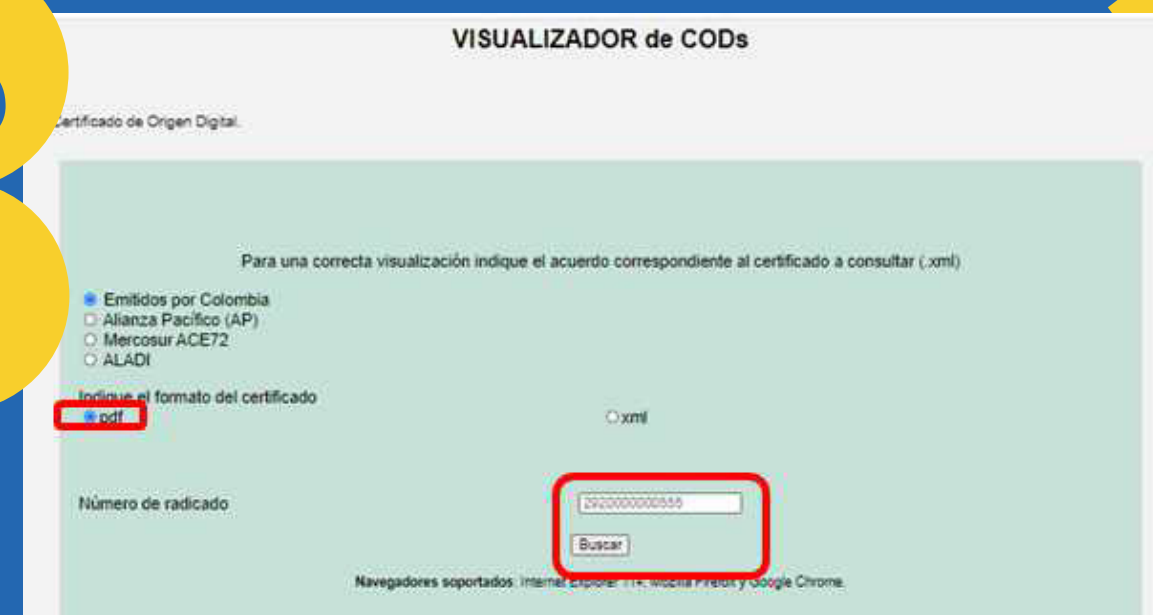 VISUALIZADOR de CODs
Certificado de Origen Digital.
Para una correcta visualización indique el acuerdo correspondiente al certificado a consultar (.xml)
Emitidos por Colombia
Alianza Pacífico (AP)
Mercosur ACE72
ALADI
Indique el formato del certificado
pdf
xml
Número de radicado
2920000000555
Buscar
Navegadores soportados: Internet Explorer 11+, Mozilla Firefox y Google Chrome.